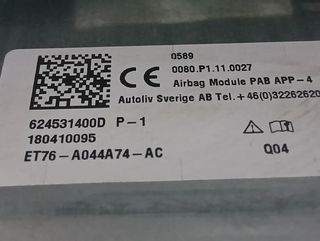 0589
0080.P1.11.0027
Airbag Module PAB APP-4
Autoliv Sverige AB Tel.+46(0)32262620
624531400D P-1
180410095
ET76-A044A74-AC
Q04